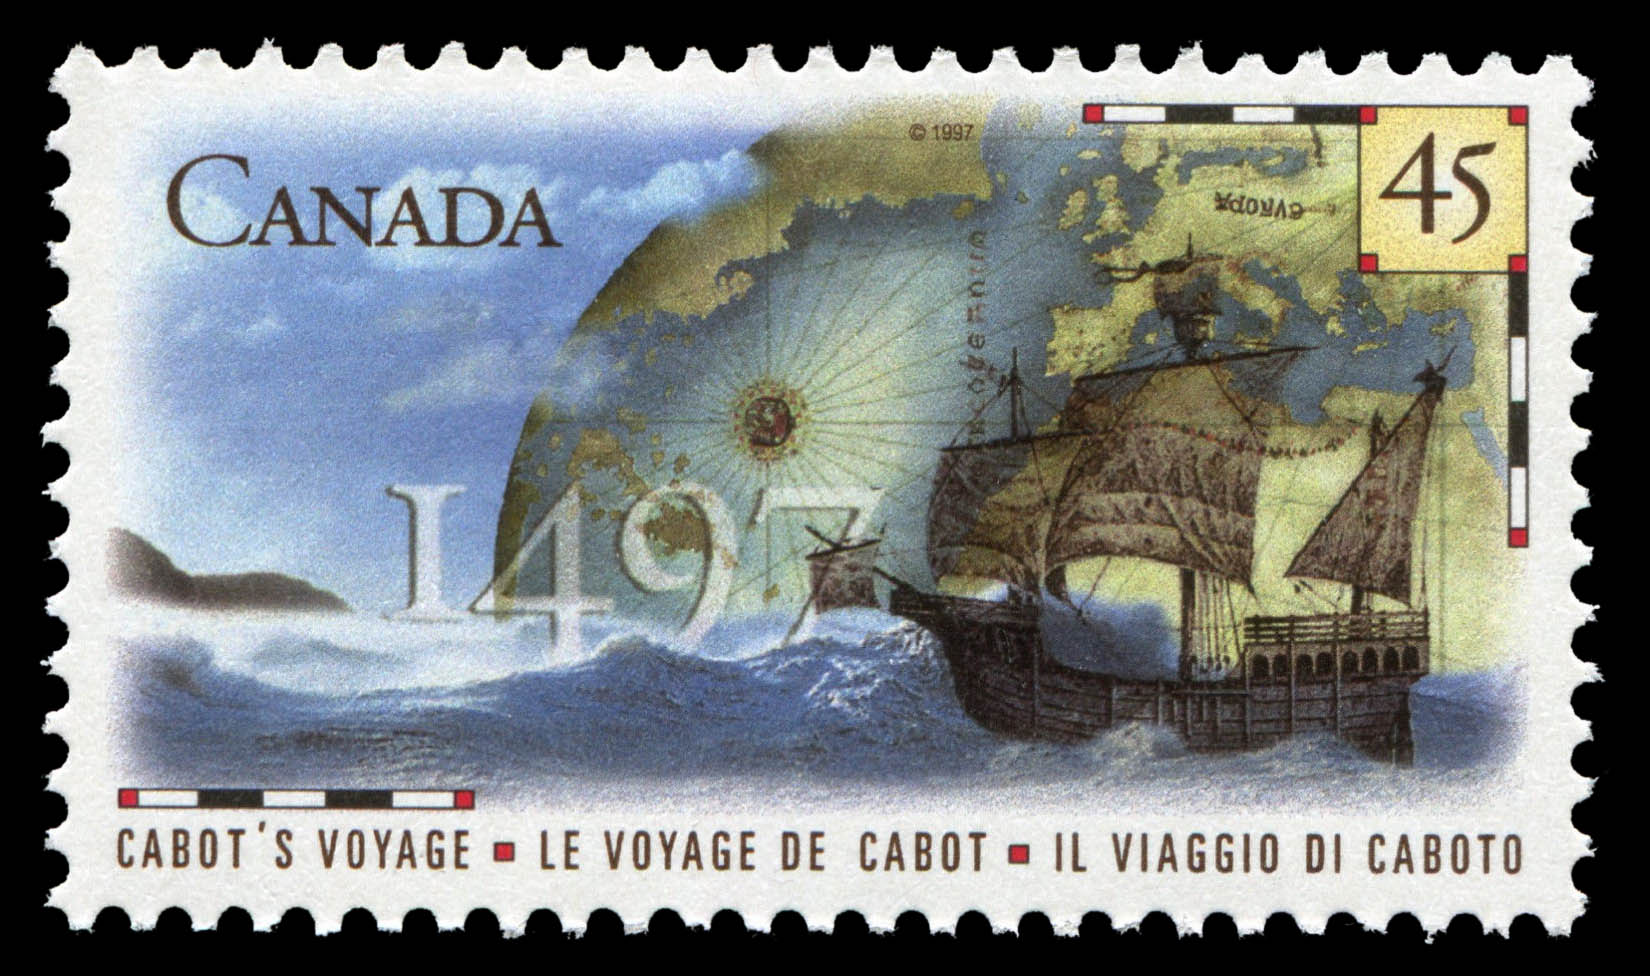 © 1997
CANADA
45
EVROPA
1497
CABOT'S VOYAGE ▪ LE VOYAGE DE CABOT ▪ IL VIAGGIO DI CABOTO